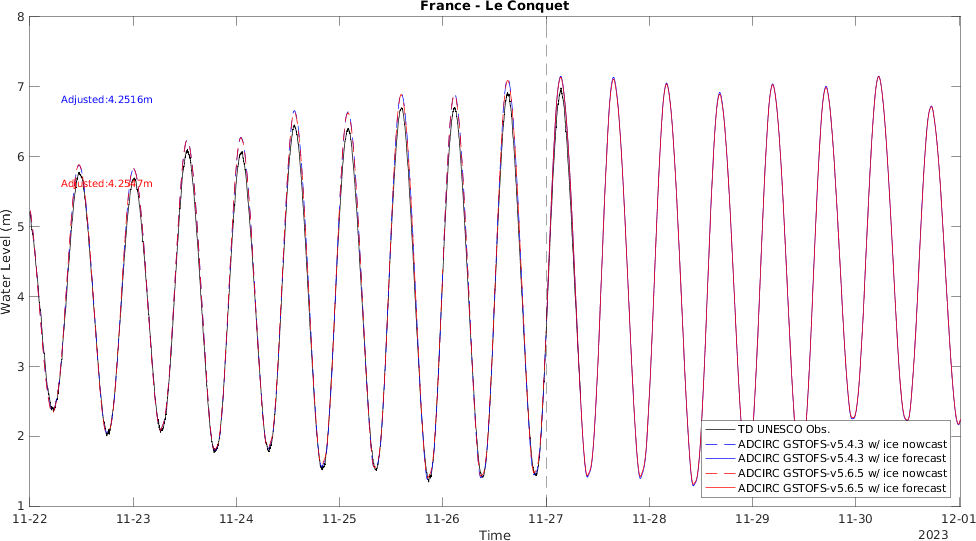 France - Le Conquet
8
7
6
5
4
3
2
1
Water Level (m)
Adjusted:4.2516m
Adjusted:4.2547m
TD UNESCO Obs.
ADCIRC GSTOFS-v5.4.3 w/ ice nowcast
ADCIRC GSTOFS-v5.4.3 w/ ice forecast
ADCIRC GSTOFS-v5.6.5 w/ ice nowcast
ADCIRC GSTOFS-v5.6.5 w/ ice forecast
11-22 11-23 11-24 11-25 11-26 11-27 11-28 11-29 11-30 12-01
Time
2023